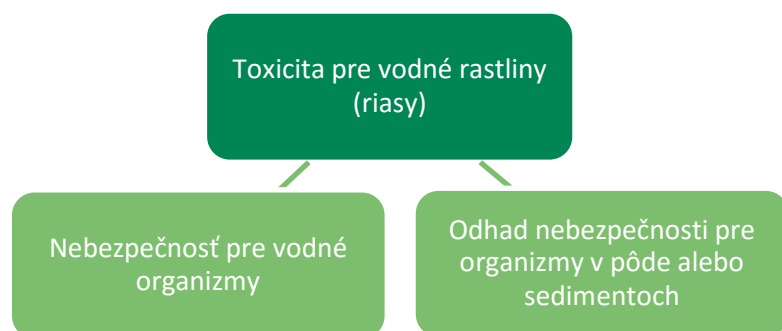 Toxicita pre vodné rastliny
(riasy)
Nebezpečnosť pre vodné
organizmy
Odhad nebezpečnosti pre
organizmy v pôde alebo
sedimentoch